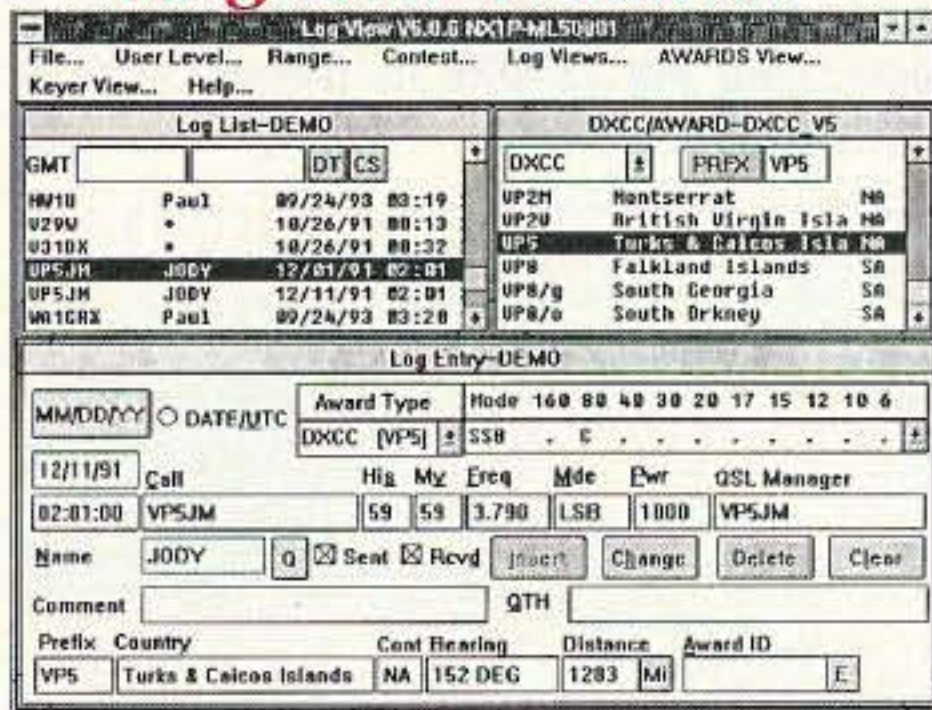 Log View V5.0.6 NX1P-ML50001
File... User Level... Range... Contest... Log Views... AWARDS View...
Keyer View... Help...
Log List-DEMO
GMT DT CS
Paul 09/24/93 03:19
V29W * 10/26/91 00:13
V31DX * 10/26/91 00:32
VP5JM JODY 12/01/91 02:01
VP5JM JODY 12/11/91 02:01
WA1GRX Paul 09/24/93 03:20
DXCC/AWARD-DXCC_V5
DXCC PRFX VP5
VP2M Montserrat NA
VP2V British Virgin Isla NA
VP5 Turks & Caicos Isla NA
VP8 Falkland Islands SA
VP8/g South Georgia SA
VP8/o South Orkney SA
Log Entry-DEMO
MM/DD/YY DATE/UTC Award Type Mode 160 80 40 30 20 17 15 12 10 6
DXCC [VP5] SSB . C . . . . . . . .
12/11/91 Call His My Freq Mde Pwr QSL Manager
02:01:00 VP5JM 59 59 3.790 LSB 1000 VP5JM
Name JODY Q Sent Rcvd Insert Change Delete Clear
Comment QTH
Prefix Country Cont Bearing Distance Award ID
VP5 Turks & Caicos Islands NA 152 DEG 1283 Mi E